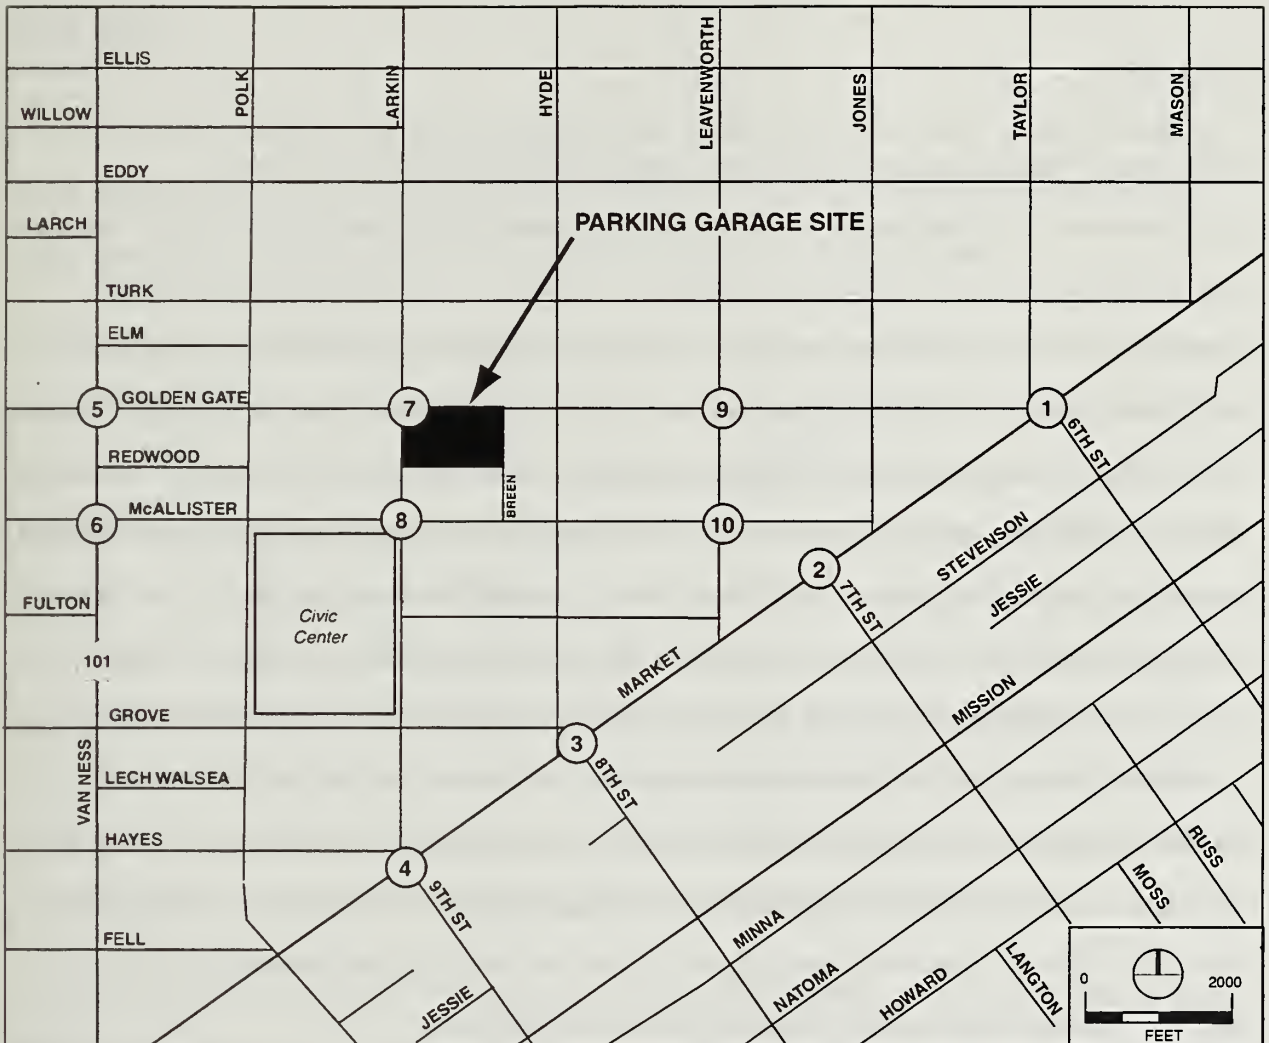 ELLIS
POLK
LARKIN
HYDE
LEAVENWORTH
JONES
TAYLOR
MASON
WILLOW
EDDY
LARCH
PARKING GARAGE SITE
TURK
ELM
5
GOLDEN GATE
7
9
1
6TH ST
REDWOOD
BREEN
6
McALLISTER
8
10
2
7TH ST
STEVENSON
JESSIE
FULTON
Civic
Center
101
MARKET
MISSION
GROVE
3
8TH ST
VAN NESS
LECH WALSEA
HAYES
4
9TH ST
RUSS
MOSS
FELL
MINNA
NATOMA
HOWARD
LANGTON
JESSIE
0
2000
FEET